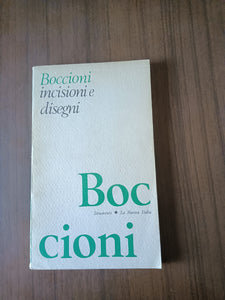 Boccioni
incisioni e
disegni
Boc
Strumenti • La Nuova Italia
cioni